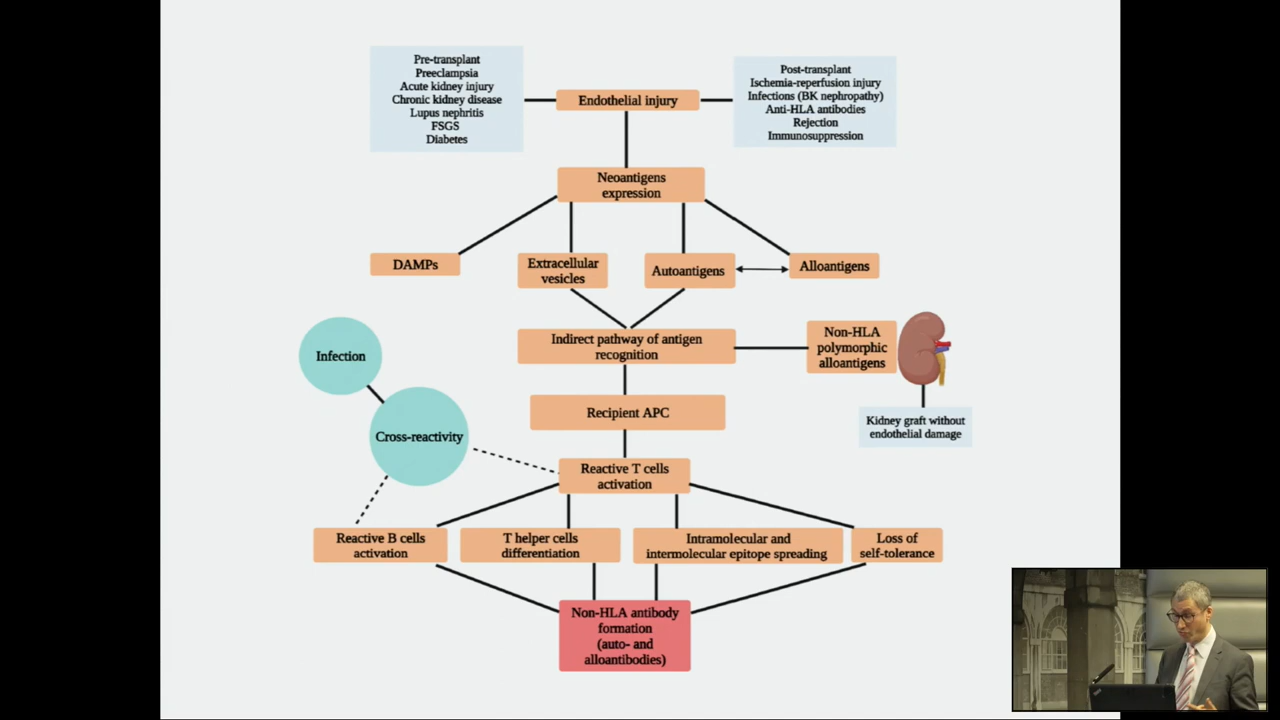 Pre-transplant
Preeclampsia
Acute kidney injury
Chronic kidney disease
Lupus nephritis
FSGS
Diabetes
Endothelial injury
Post-transplant
Ischemia-reperfusion injury
Infections (BK nephropathy)
Anti-HLA antibodies
Rejection
Immunosuppression
Neoantigens
expression
DAMPs
Extracellular
vesicles
Autoantigens
Alloantigens
Indirect pathway of antigen
recognition
Non-HLA
polymorphic
alloantigens
Infection
Recipient APC
Kidney graft without
endothelial damage
Cross-reactivity
Reactive T cells
activation
Reactive B cells
activation
T helper cells
differentiation
Intramolecular and
intermolecular epitope spreading
Loss of
self-tolerance
Non-HLA antibody
formation
(auto- and
alloantibodies)